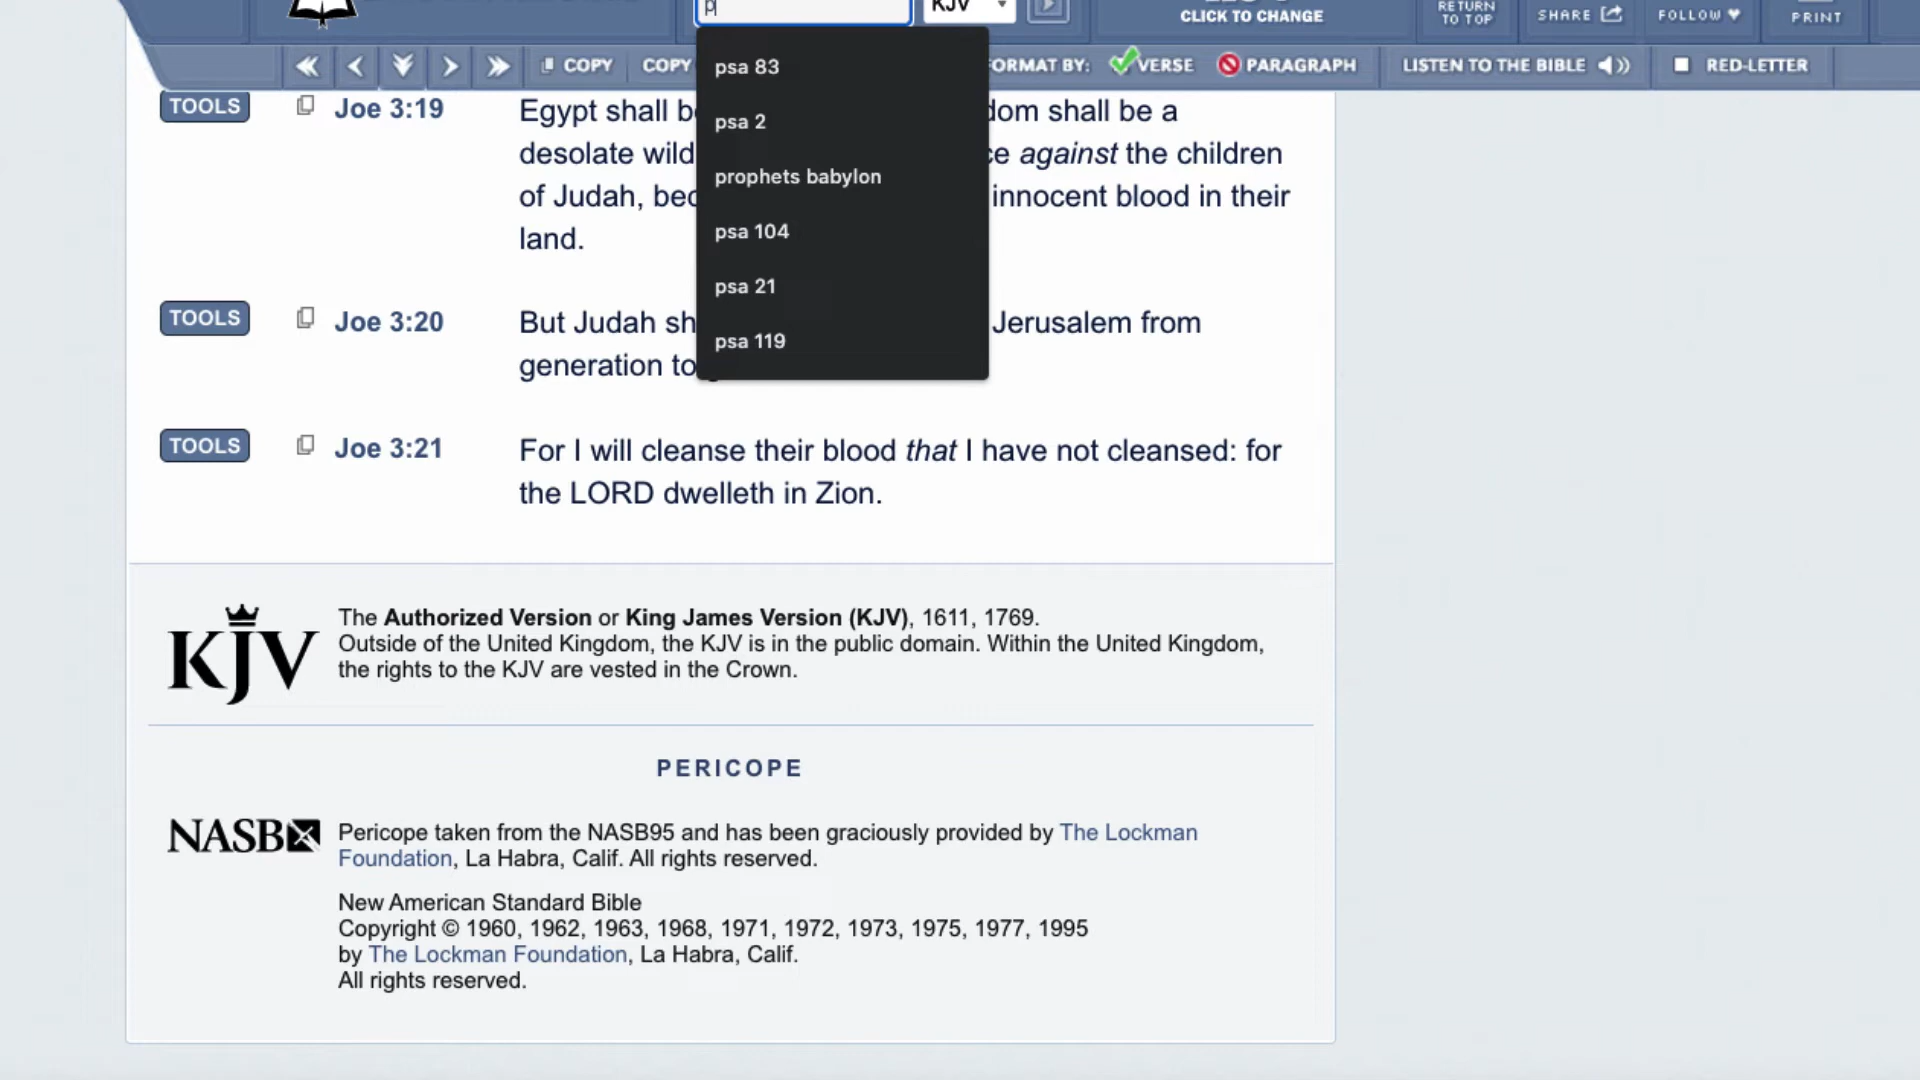 p
KJV
CLICK TO CHANGE
RETURN
TO TOP
SHARE
FOLLOW
PRINT
COPY
COPY
FORMAT BY:
VERSE
PARAGRAPH
LISTEN TO THE BIBLE
RED-LETTER
psa 83
psa 2
prophets babylon
psa 104
psa 21
psa 119
TOOLS
Joe 3:19
Egypt shall be dom shall be a
desolate wild ce against the children
of Judah, bec innocent blood in their
land.
TOOLS
Joe 3:20
But Judah sh Jerusalem from
generation to
TOOLS
Joe 3:21
For I will cleanse their blood that I have not cleansed: for
the LORD dwelleth in Zion.
KJV
The Authorized Version or King James Version (KJV), 1611, 1769.
Outside of the United Kingdom, the KJV is in the public domain. Within the United Kingdom,
the rights to the KJV are vested in the Crown.
PERICOPE
NASB
Pericope taken from the NASB95 and has been graciously provided by The Lockman
Foundation, La Habra, Calif. All rights reserved.
New American Standard Bible
Copyright © 1960, 1962, 1963, 1968, 1971, 1972, 1973, 1975, 1977, 1995
by The Lockman Foundation, La Habra, Calif.
All rights reserved.